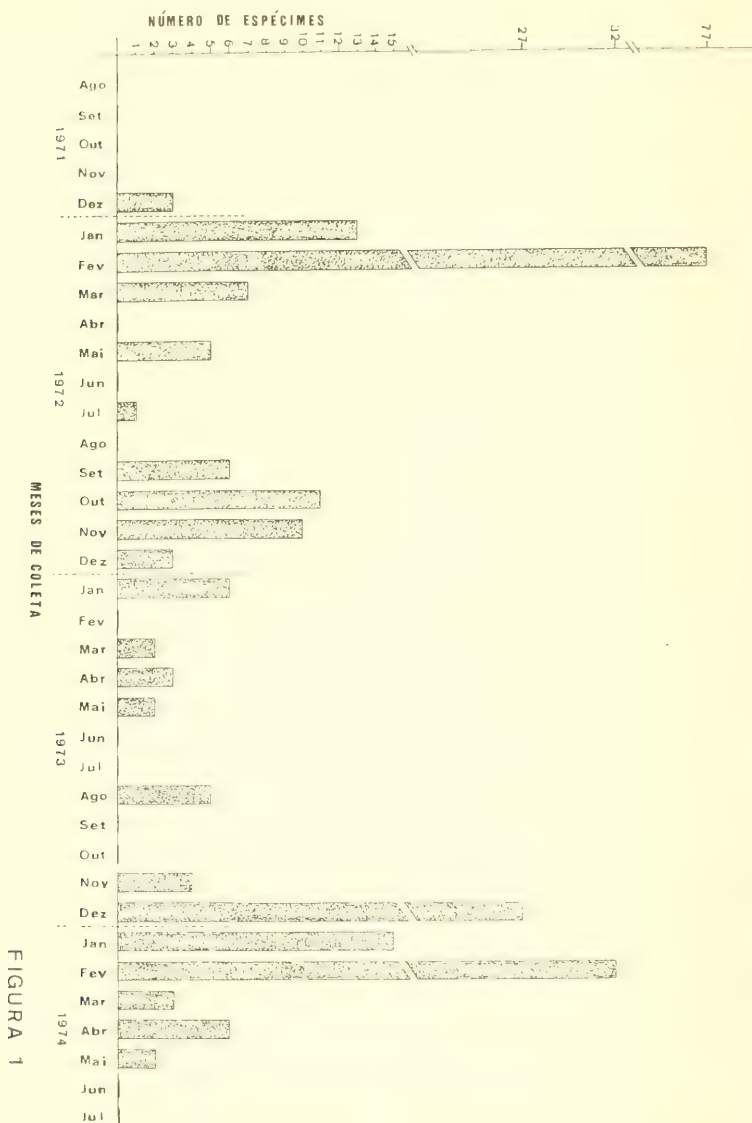 NÚMERO DE ESPÉCIMES
1 2 3 4 5 6 7 8 9 10 11 12 13 14 15 27 32 77
Ago
Set
Out
Nov
Dez
1971
Jan
Fev
Mar
Abr
Mai
Jun
Jul
Ago
Set
Out
Nov
Dez
1972
Jan
Fev
Mar
Abr
Mai
Jun
Jul
Ago
Set
Out
Nov
Dez
1973
Jan
Fev
Mar
Abr
Mai
Jun
Jul
1974
MESES DE COLETA
FIGURA 1